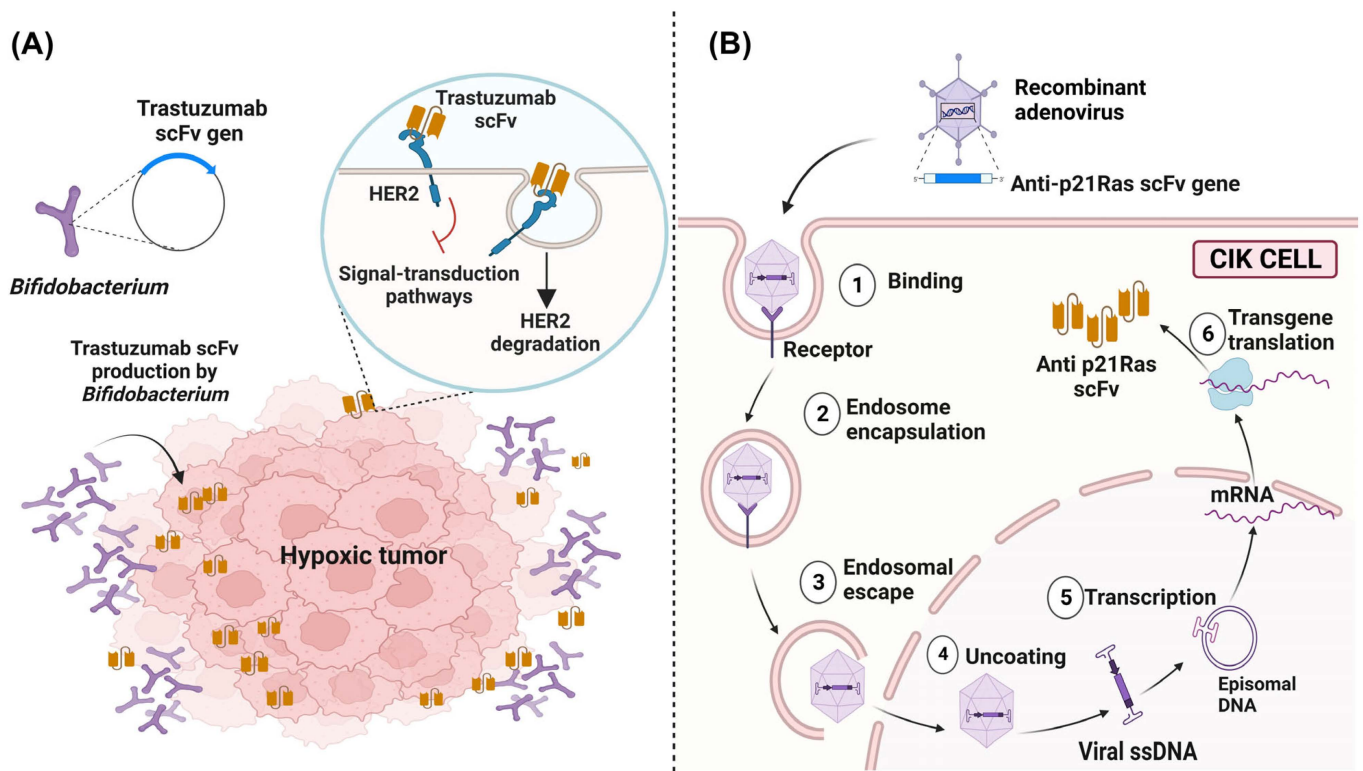 (A)
Trastuzumab
scFv gen
Bifidobacterium
Trastuzumab scFv
production by
Bifidobacterium
Trastuzumab
scFv
HER2
Signal-transduction
pathways
HER2
degradation
Hypoxic tumor
(B)
Recombinant
adenovirus
5' 3'
Anti-p21Ras scFv gene
CIK CELL
1 Binding
Receptor
2 Endosome
encapsulation
3 Endosomal
escape
4 Uncoating
Viral ssDNA
5 Transcription
Episomal
DNA
mRNA
6 Transgene
translation
Anti p21Ras
scFv